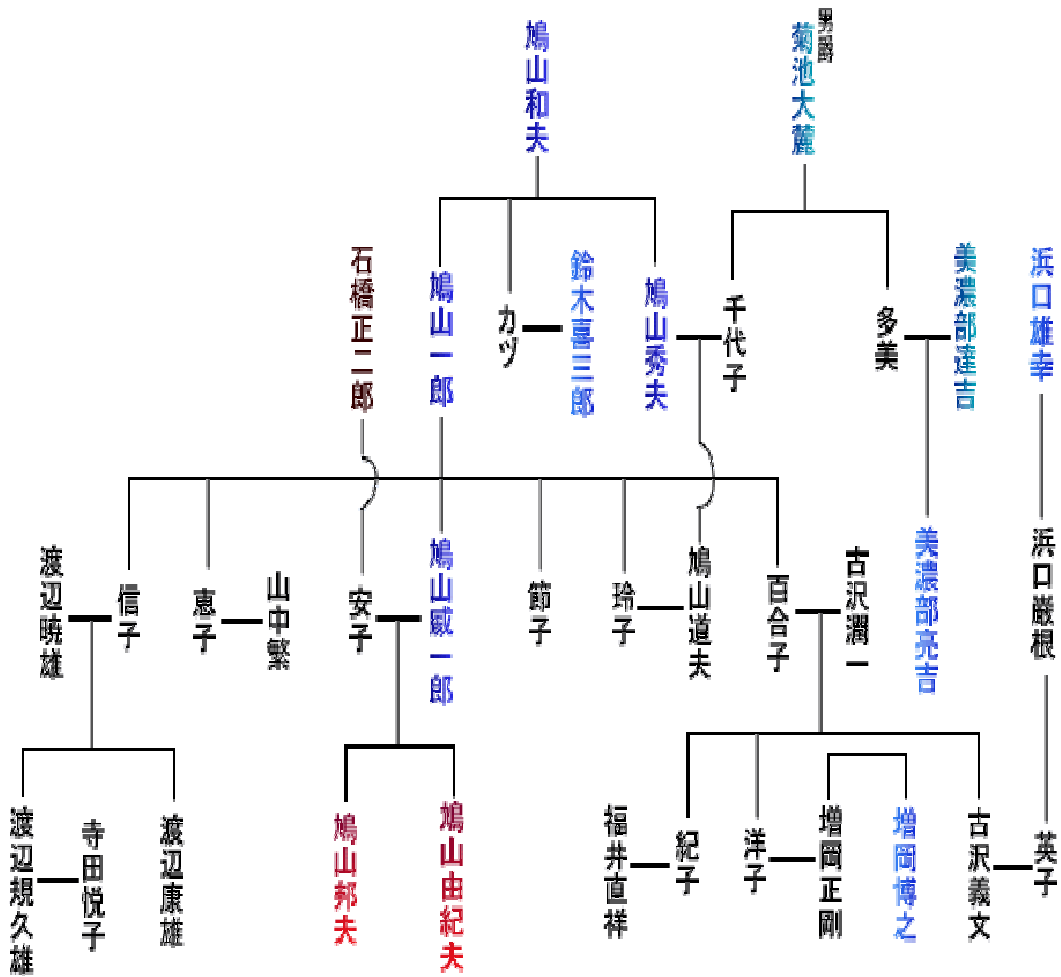 鳩山和夫
男爵
菊池大麓
石橋正二郎
鳩山一郎
カヅ
鈴木喜三郎
鳩山秀夫
千代子
多美
美濃部達吉
浜口雄幸
渡辺暁雄
信子
恵子
山中繁
安子
鳩山威一郎
節子
玲子
鳩山道夫
百合子
古沢潤一
美濃部亮吉
浜口巌根
渡辺規久雄
寺田悦子
渡辺康雄
鳩山邦夫
鳩山由紀夫
福井直祥
紀子
洋子
増岡正剛
増岡博之
古沢義文
英子